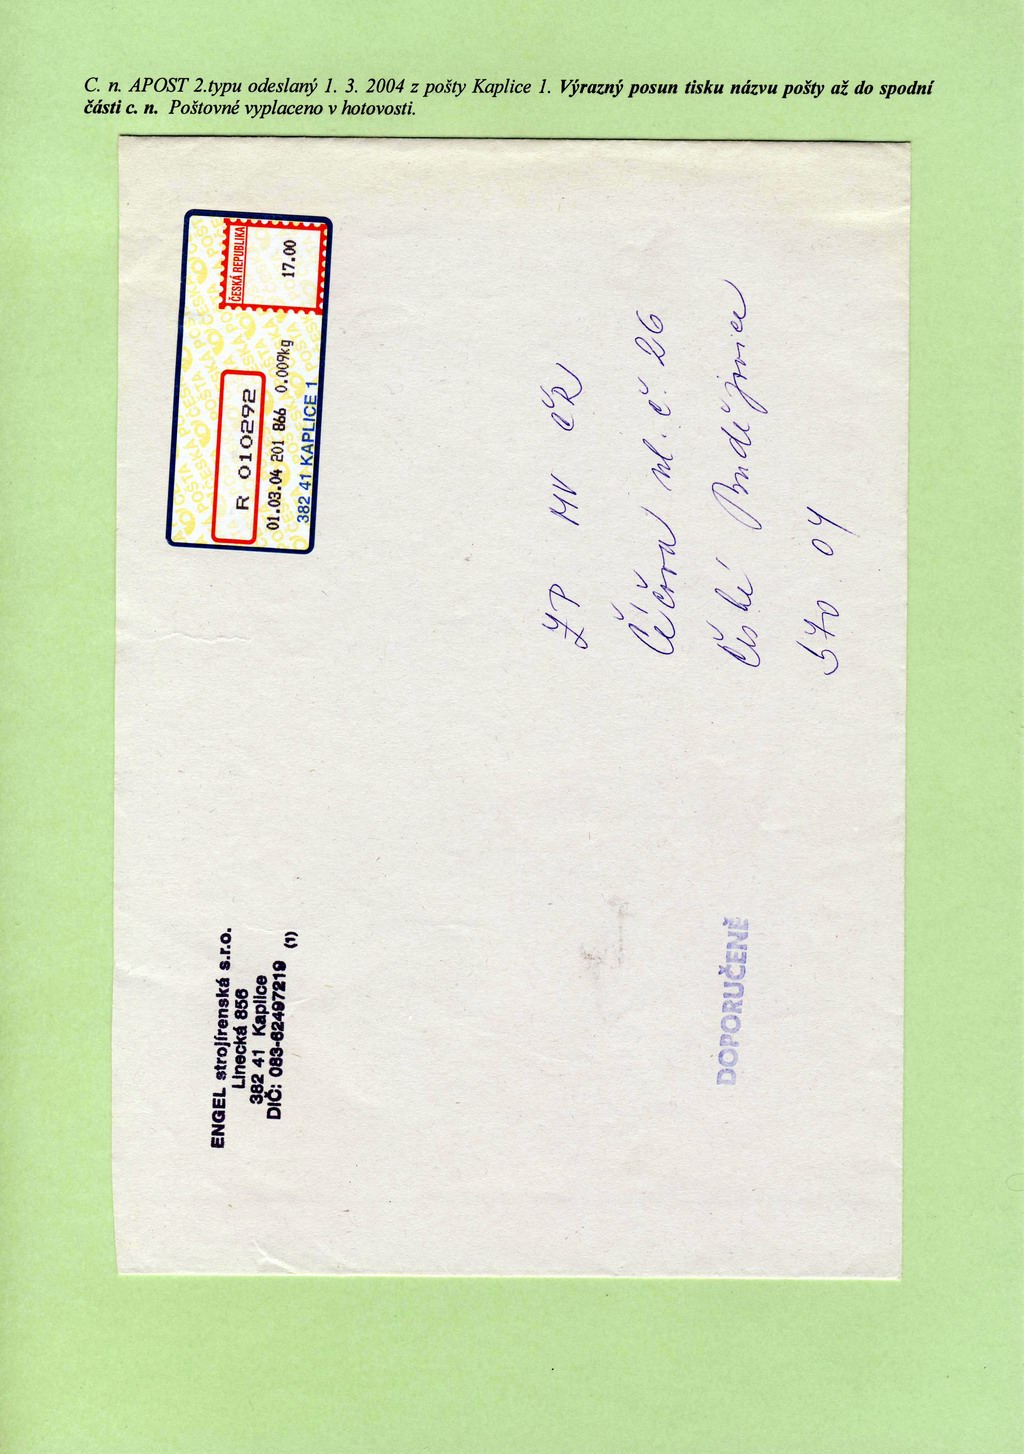 C. n. APOST 2.typu odeslaný 1. 3. 2004 z pošty Kaplice 1. Výrazný posun tisku názvu pošty až do spodní
části c. n. Poštovné vyplaceno v hotovosti.
ČESKÁ REPUBLIKA
17.00
R 010292
01.03.04 201 866 0.009kg
382 41 KAPLICE 1
ENGEL strojírenská s.r.o.
Linecká 856
382 41 Kaplice
DIČ: 083-62497219 (1)
ZP MV ČR
ul. č. 26
České Budějovice
370 04
DOPORUČENĚ